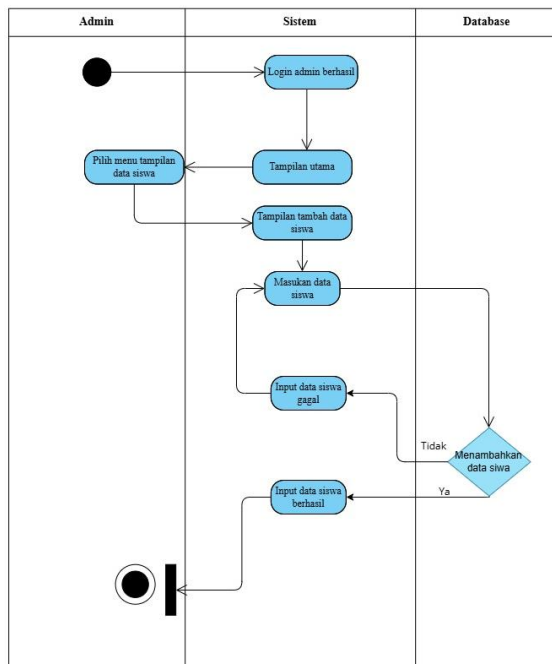 Admin
Sistem
Database
Login admin berhasil
Pilih menu tampilan
data siswa
Tampilan utama
Tampilan tambah data
siswa
Masukan data
siswa
Input data siswa
gagal
Tidak
Menambahkan
data siwa
Input data siswa
berhasil
Ya